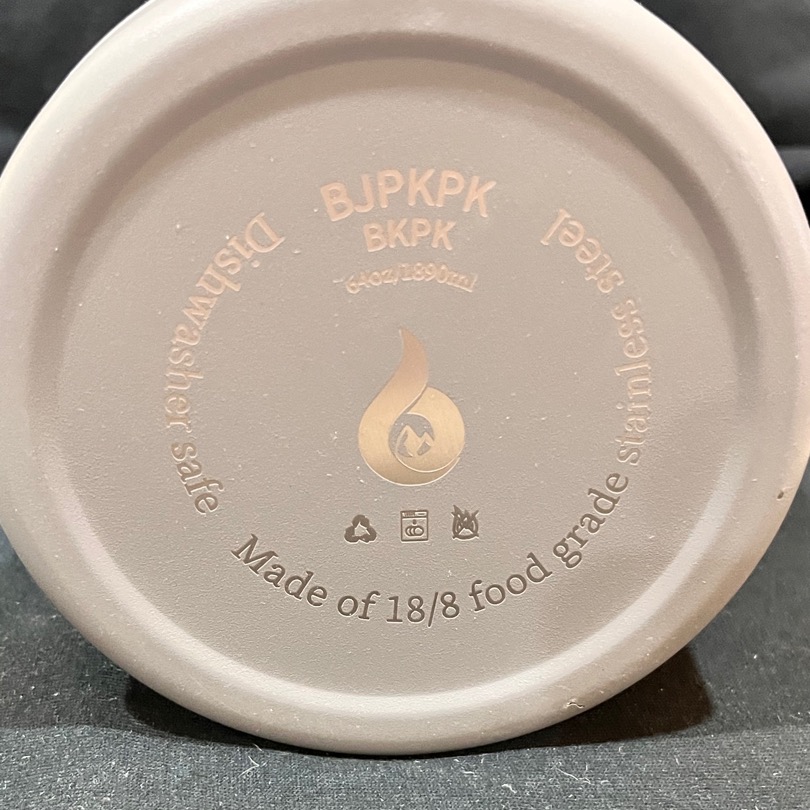 BJPKPK
BKPK
64oz/1890ml
Dishwasher safe
Made of 18/8 food grade stainless steel